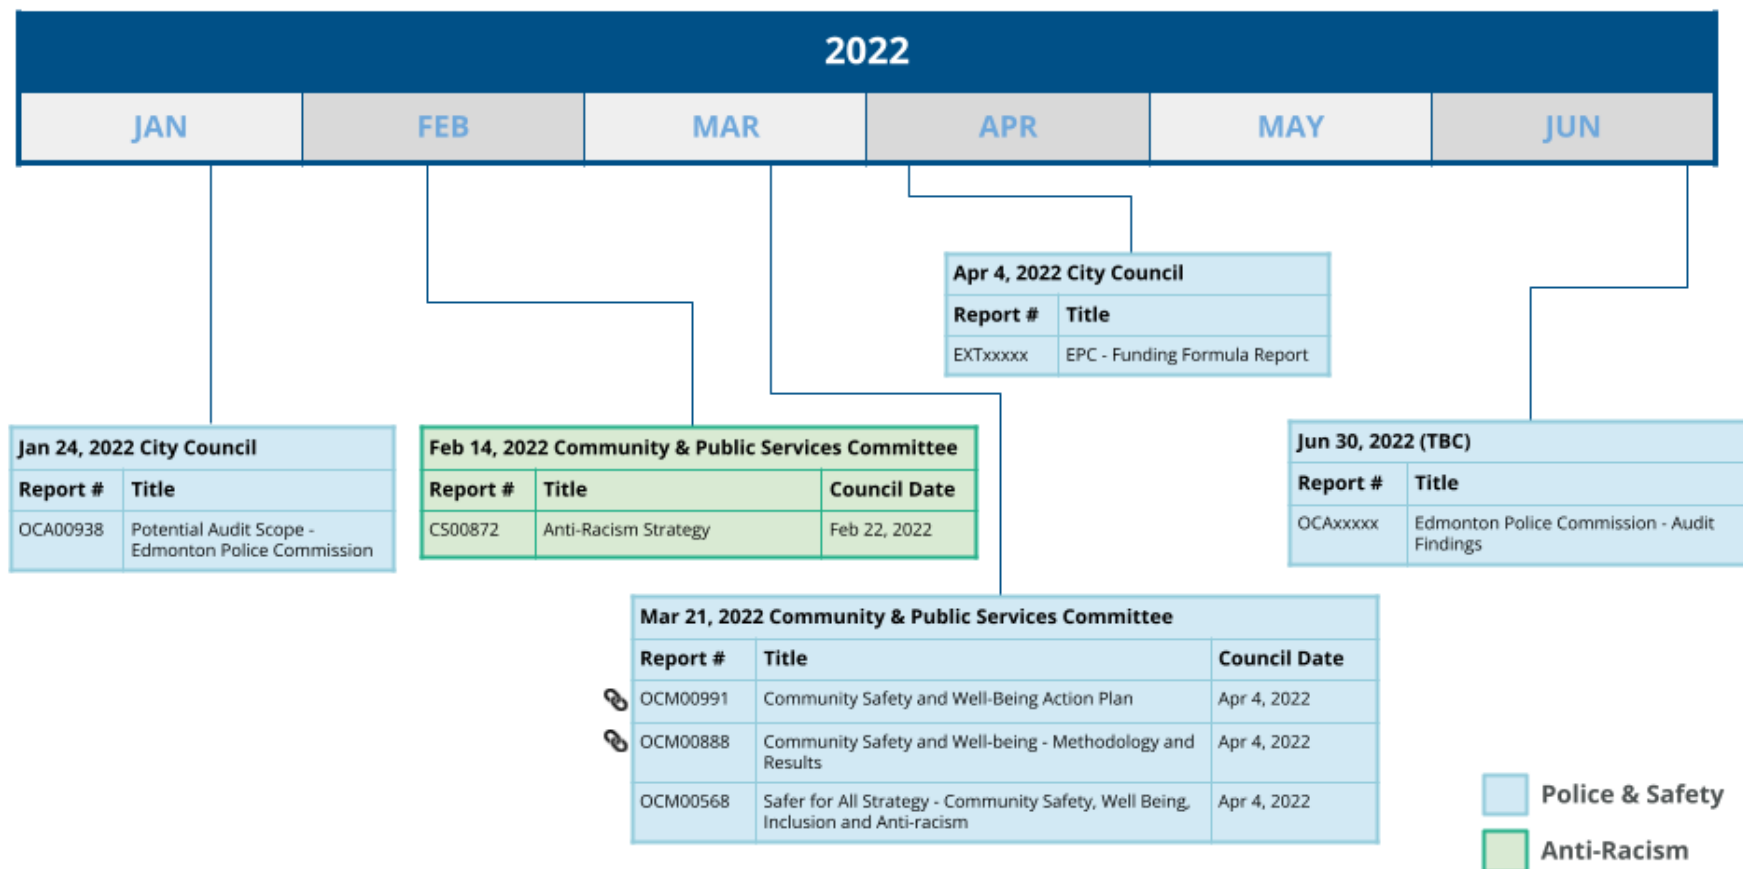 2022
JAN FEB MAR APR MAY JUN
Apr 4, 2022 City Council
Report # Title
EXTxxxxx EPC - Funding Formula Report
Jan 24, 2022 City Council
Report # Title
OCA00938 Potential Audit Scope -
Edmonton Police Commission
Feb 14, 2022 Community & Public Services Committee
Report # Title Council Date
CS00872 Anti-Racism Strategy Feb 22, 2022
Jun 30, 2022 (TBC)
Report # Title
OCAxxxxx Edmonton Police Commission - Audit
Findings
Mar 21, 2022 Community & Public Services Committee
Report # Title Council Date
OCM00991 Community Safety and Well-Being Action Plan Apr 4, 2022
OCM00888 Community Safety and Well-being - Methodology and Apr 4, 2022
Results
OCM00568 Safer for All Strategy - Community Safety, Well Being, Apr 4, 2022
Inclusion and Anti-racism
Police & Safety
Anti-Racism